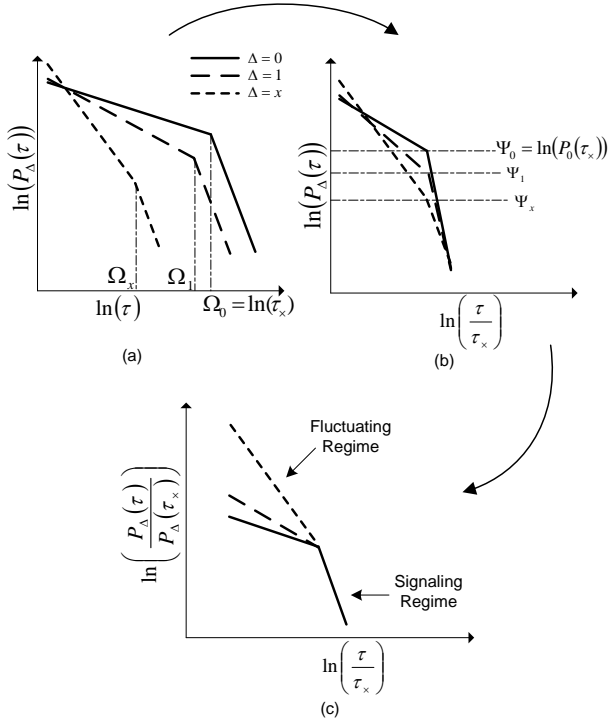 Δ = 0
Δ = 1
Δ = x
ln(P_Δ(τ))
Ω_x
Ω_1
Ω_0 = ln(τ_×)
ln(τ)
(a)
ln(P_Δ(τ))
Ψ_0 = ln(P_0(τ_×))
Ψ_1
Ψ_x
ln(τ/τ_×)
(b)
Fluctuating
Regime
ln(P_Δ(τ)/P_Δ(τ_×))
Signaling
Regime
ln(τ/τ_×)
(c)